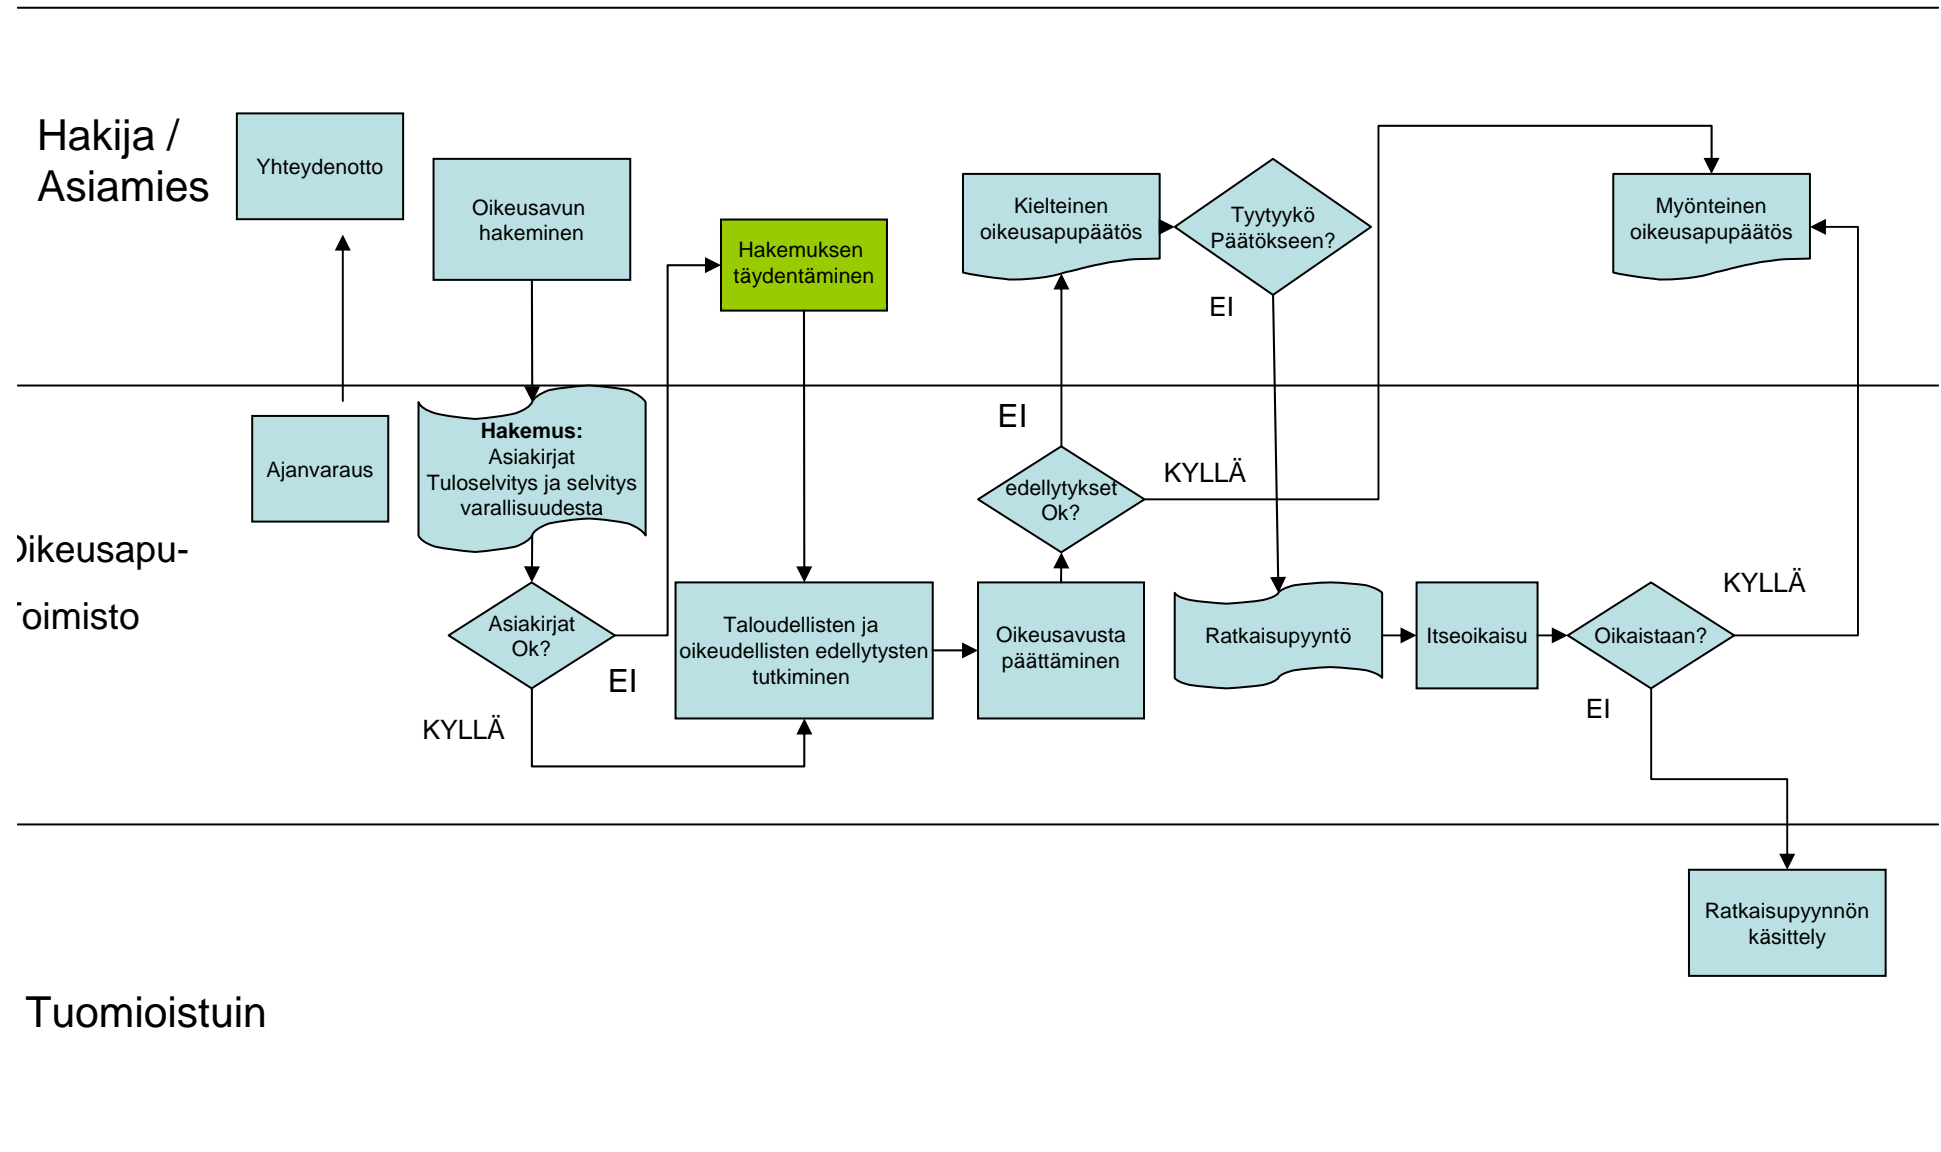 Hakija /
Asiamies
Yhteydenotto
Oikeusavun
hakeminen
Hakemuksen
täydentäminen
Kielteinen
oikeusapupäätös
Tyytyykö
Päätökseen?
EI
Myönteinen
oikeusapupäätös
Ajanvaraus
Hakemus:
Asiakirjat
Tuloselvitys ja selvitys
varallisuudesta
EI
edellytykset
Ok?
KYLLÄ
Oikeusapu-
Toimisto
Asiakirjat
Ok?
EI
KYLLÄ
Taloudellisten ja
oikeudellisten edellytysten
tutkiminen
Oikeusavusta
päättäminen
Ratkaisupyyntö
Itseoikaisu
Oikaistaan?
KYLLÄ
EI
Ratkaisupyynnön
käsittely
Tuomioistuin